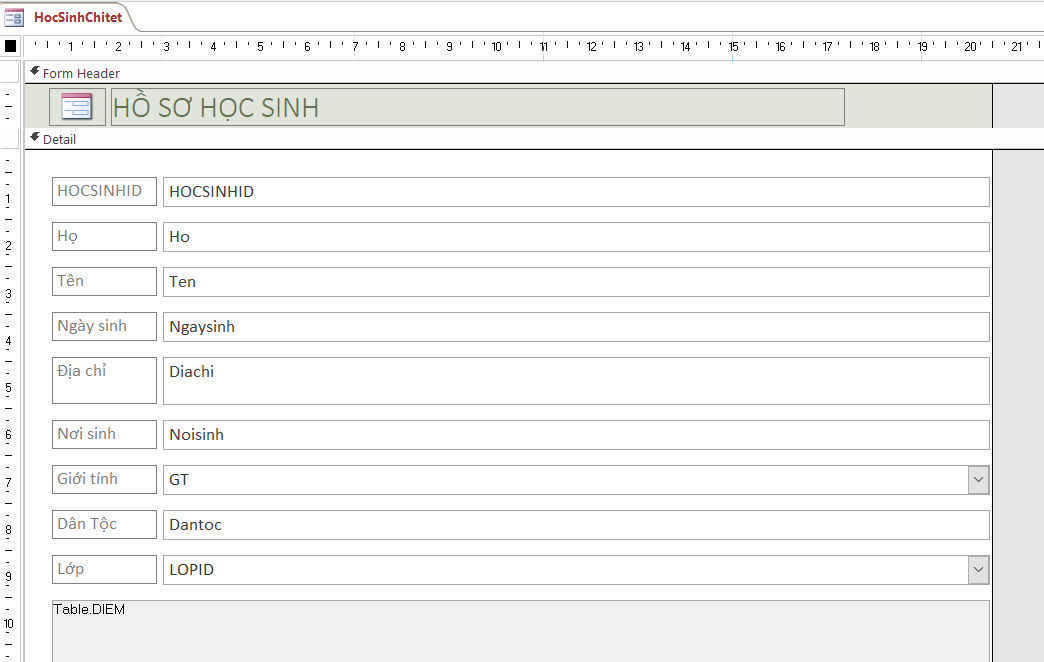 HocSinhChitet
1 2 3 4 5 6 7 8 9 10 11 12 13 14 15 16 17 18 19 20 21
Form Header
HỒ SƠ HỌC SINH
Detail
HOCSINHID HOCSINHID
Họ Ho
Tên Ten
Ngày sinh Ngaysinh
Địa chỉ Diachi
Nơi sinh Noisinh
Giới tính GT
Dân Tộc Dantoc
Lớp LOPID
Table.DIEM
1
2
3
4
5
6
7
8
9
10